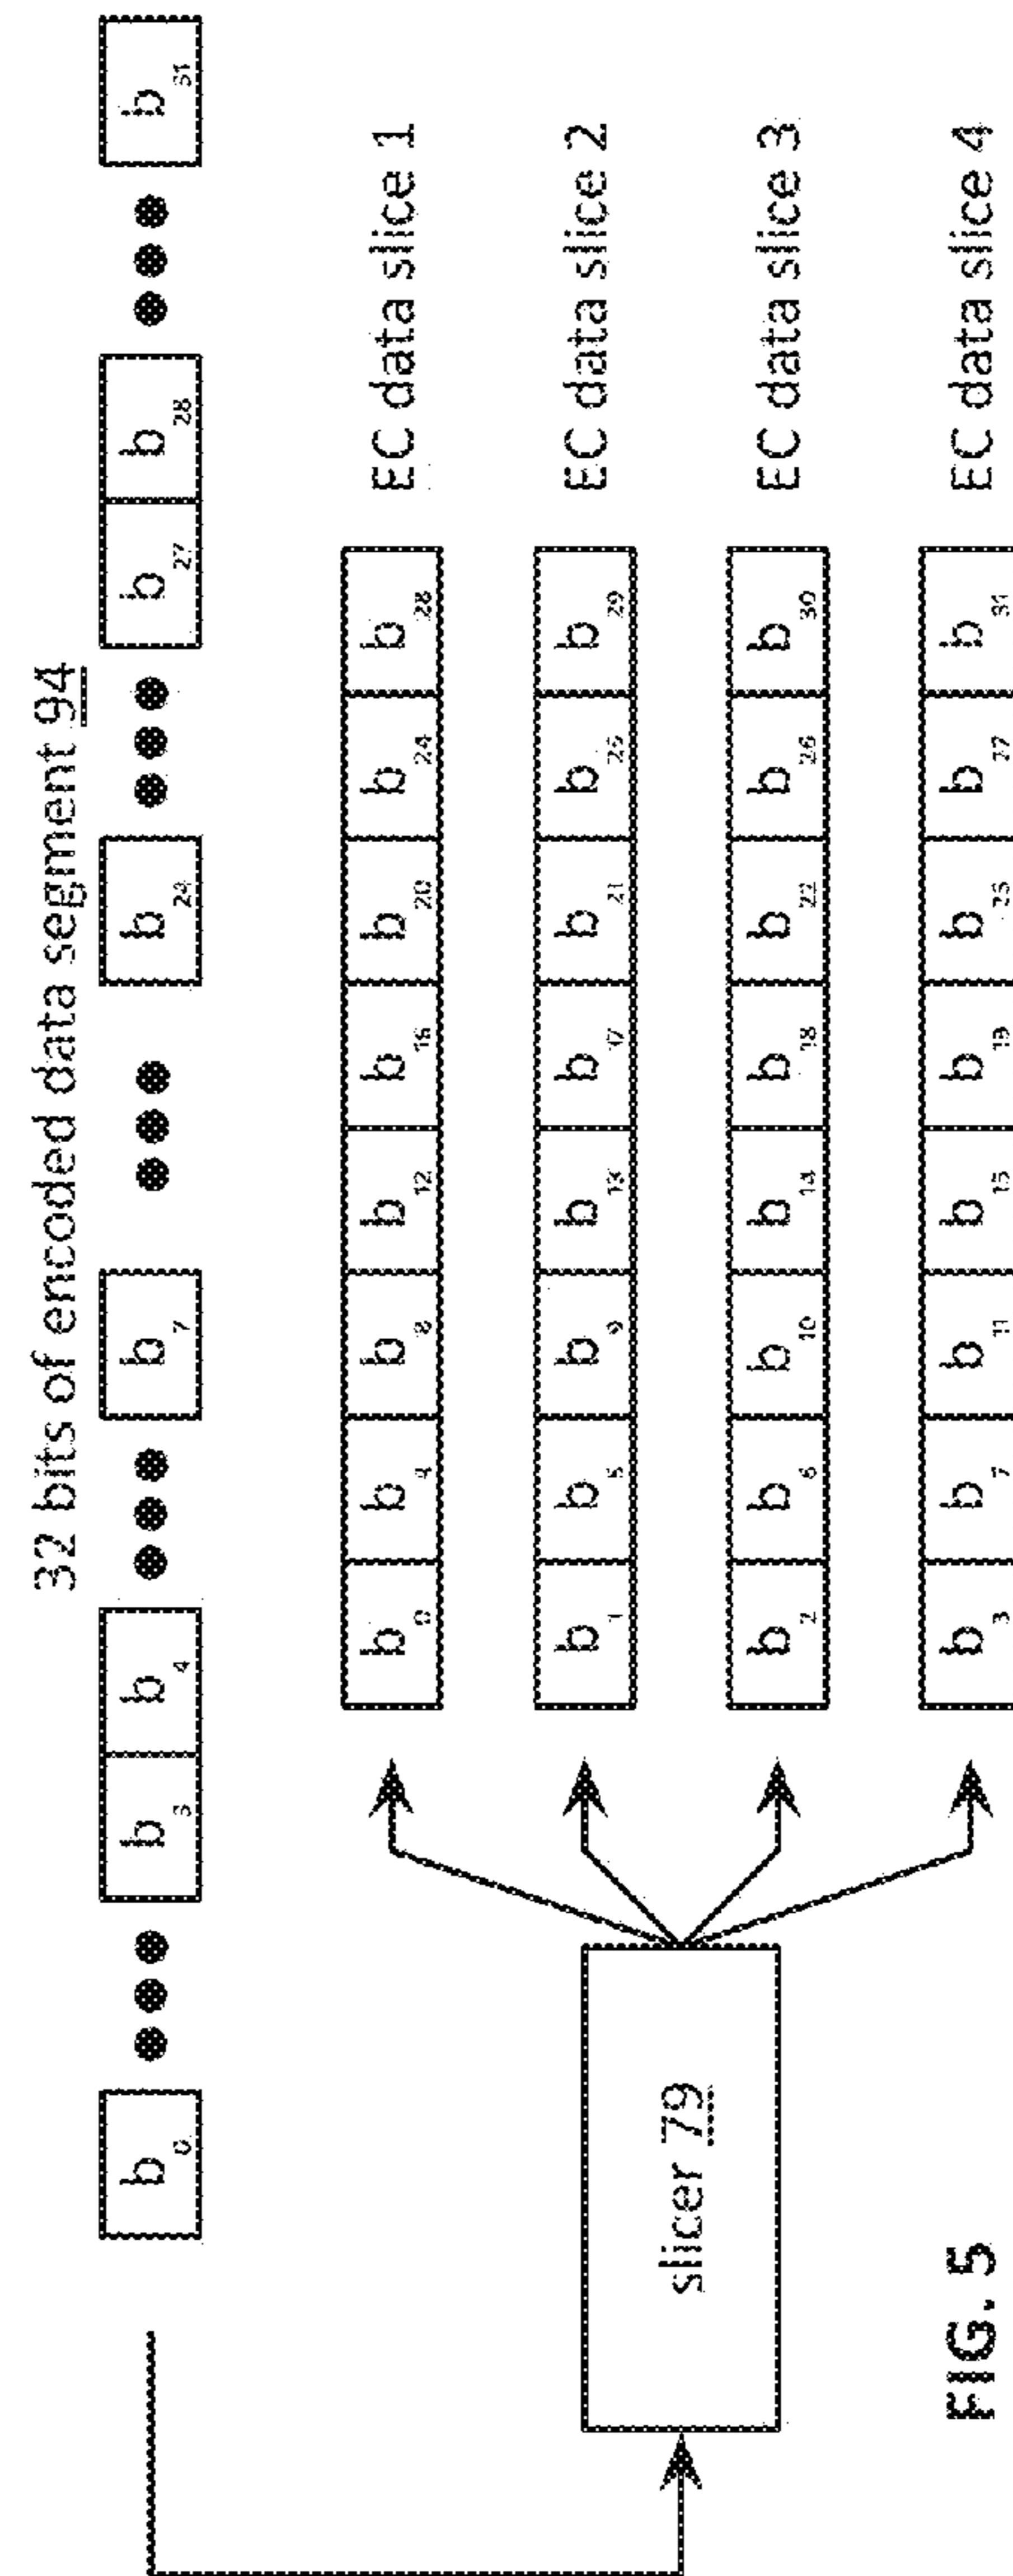 32 bits of encoded data segment 94
b0 ••• b3 b4 ••• b7 ••• b24 ••• b27 b28 ••• b31
b0 b4 b8 b12 b16 b20 b24 b28 EC data slice 1
b1 b5 b9 b13 b17 b21 b25 b29 EC data slice 2
slicer 79
b2 b6 b10 b14 b18 b22 b26 b30 EC data slice 3
b3 b7 b11 b15 b19 b23 b27 b31 EC data slice 4
FIG. 5